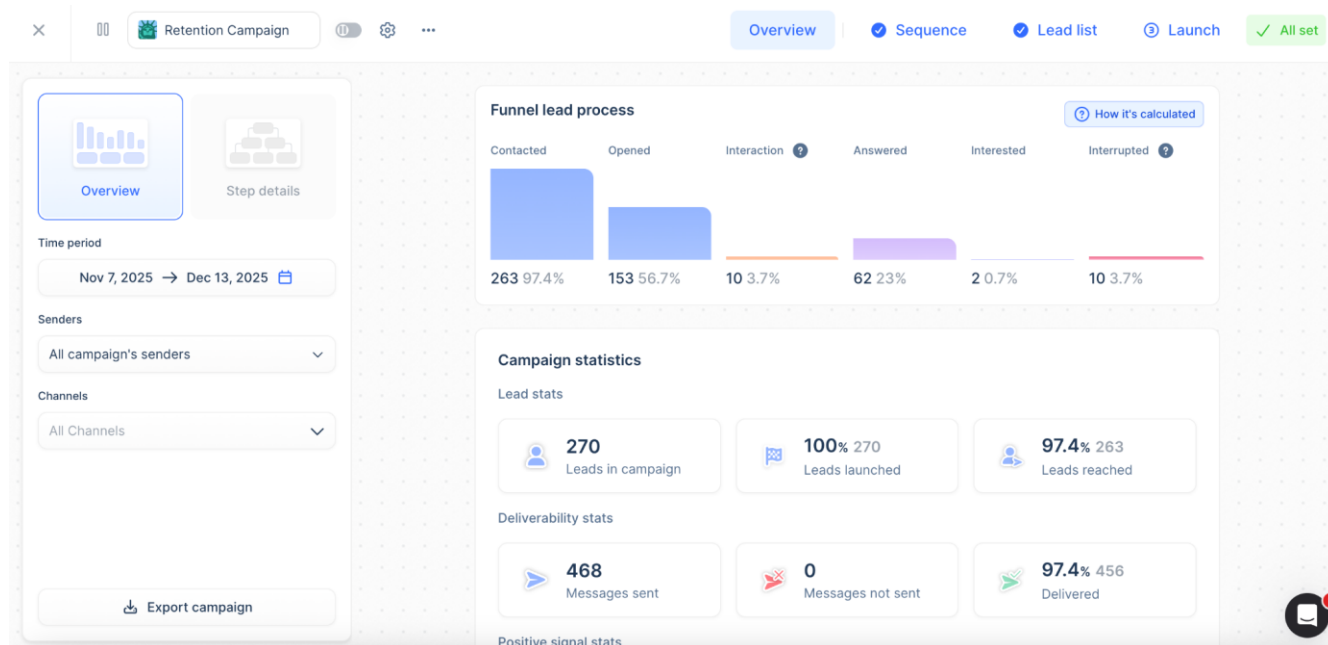 Retention Campaign
Overview
Sequence
Lead list
3 Launch
All set
Overview
Step details
Time period
Nov 7, 2025 → Dec 13, 2025
Senders
All campaign's senders
Channels
All Channels
Export campaign
Funnel lead process
? How it's calculated
Contacted
Opened
Interaction ?
Answered
Interested
Interrupted ?
263 97.4%
153 56.7%
10 3.7%
62 23%
2 0.7%
10 3.7%
Campaign statistics
Lead stats
270
Leads in campaign
100% 270
Leads launched
97.4% 263
Leads reached
Deliverability stats
468
Messages sent
0
Messages not sent
97.4% 456
Delivered
Positive signal stats